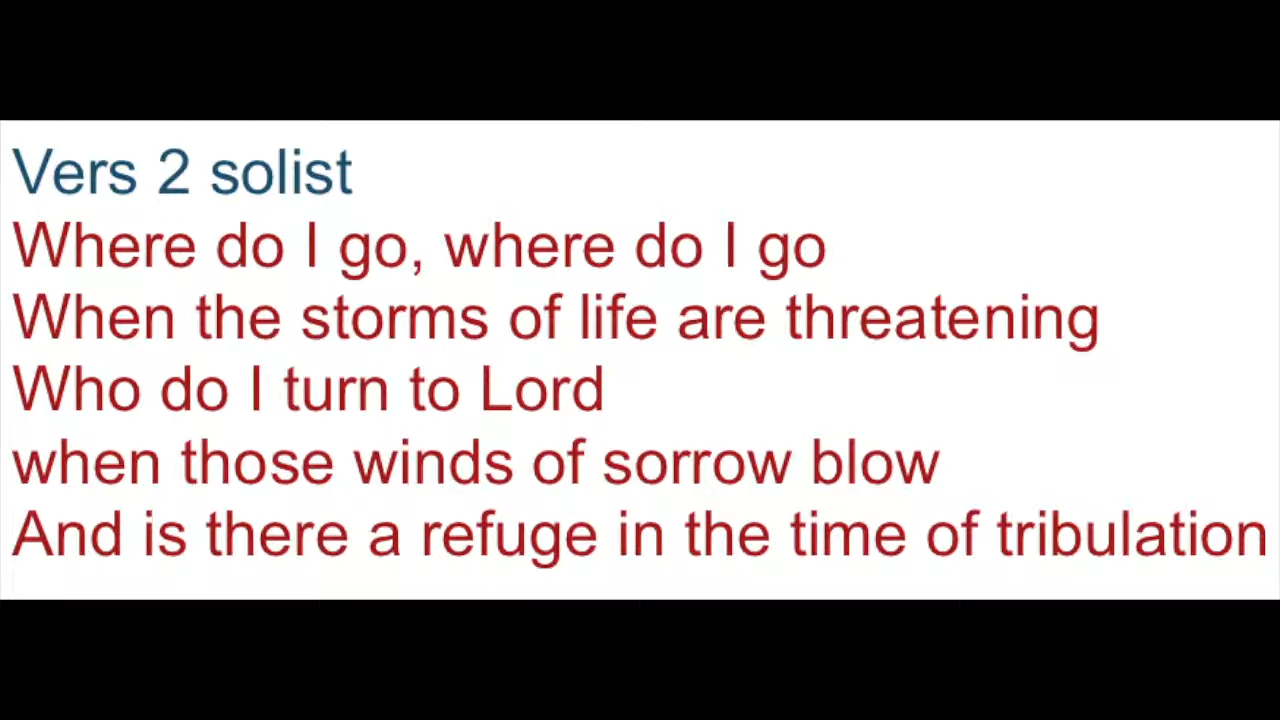 Vers 2 solist
Where do I go, where do I go
When the storms of life are threatening
Who do I turn to Lord
when those winds of sorrow blow
And is there a refuge in the time of tribulation